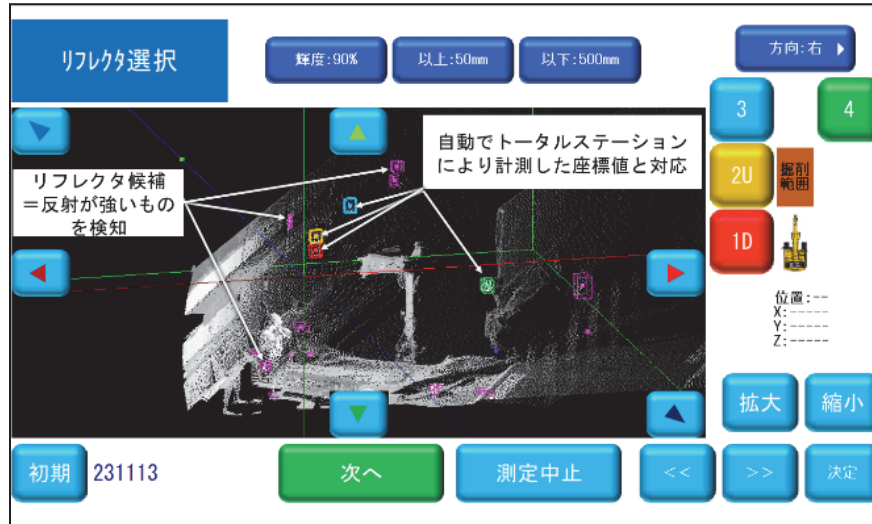 リフレクタ選択
輝度:90%
以上:50mm
以下:500mm
方向:右
3
4
自動でトータルステーション
により計測した座標値と対応
リフレクタ候補
＝反射が強いもの
を検知
2U
掘削
範囲
1D
位置:--
X:-----
Y:-----
Z:-----
拡大
縮小
初期
231113
次へ
測定中止
<<
>>
決定